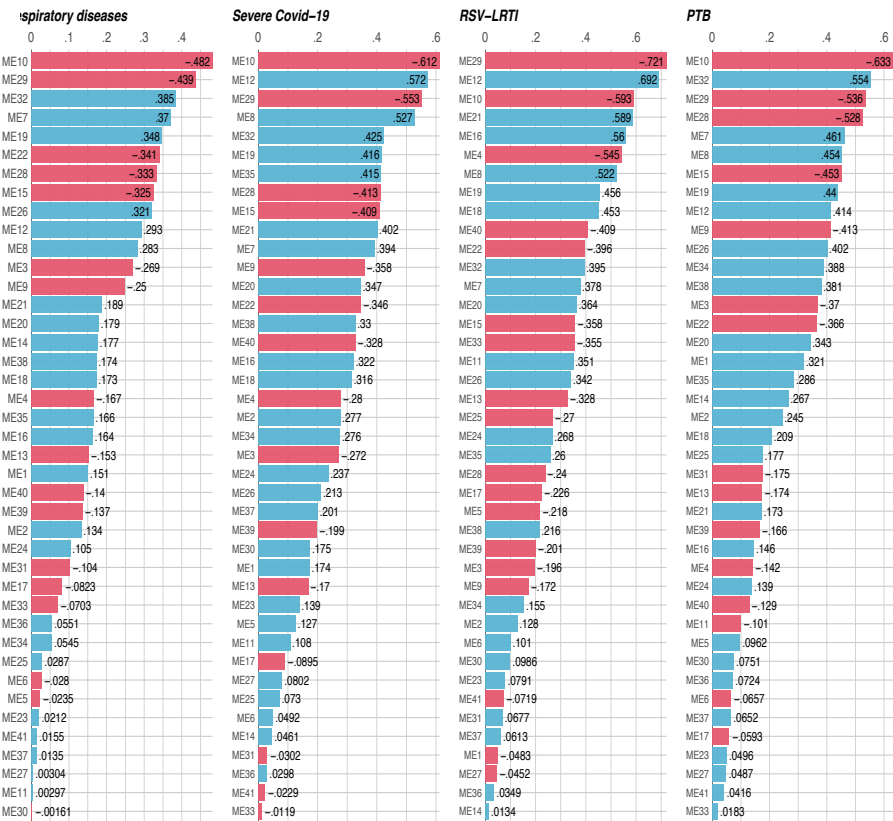 spiratory diseases
0 .1 .2 .3 .4
ME10 −.482
ME29 −.439
ME32 .385
ME7 .37
ME19 .348
ME22 −.341
ME28 −.333
ME15 −.325
ME26 .321
ME12 .293
ME8 .283
ME3 −.269
ME9 −.25
ME21 .189
ME20 .179
ME14 .177
ME38 .174
ME18 .173
ME4 −.167
ME35 .166
ME16 .164
ME13 −.153
ME1 .151
ME40 −.14
ME39 −.137
ME2 .134
ME24 .105
ME31 −.104
ME17 −.0823
ME33 −.0703
ME36 .0551
ME34 .0545
ME25 .0287
ME6 −.028
ME5 −.0235
ME23 .0212
ME41 .0155
ME37 .0135
ME27 .00304
ME11 .00297
ME30 −.00161
Severe Covid−19
0 .2 .4 .6
ME10 −.612
ME12 .572
ME29 −.553
ME8 .527
ME32 .425
ME19 .416
ME35 .415
ME28 −.413
ME15 −.409
ME21 .402
ME7 .394
ME9 −.358
ME20 .347
ME22 −.346
ME38 .33
ME40 −.328
ME16 .322
ME18 .316
ME4 −.28
ME2 .277
ME34 .276
ME3 −.272
ME24 .237
ME26 .213
ME37 .201
ME39 −.199
ME30 .175
ME1 .174
ME13 −.17
ME23 .139
ME5 .127
ME11 .108
ME17 −.0895
ME27 .0802
ME25 .073
ME6 .0492
ME14 .0461
ME31 −.0302
ME36 .0298
ME41 −.0229
ME33 −.0119
RSV−LRTI
0 .2 .4 .6
ME29 −.721
ME12 .692
ME10 −.593
ME21 .589
ME16 .56
ME4 −.545
ME8 .522
ME19 .456
ME18 .453
ME40 −.409
ME22 −.396
ME32 .395
ME7 .378
ME20 .364
ME15 −.358
ME33 −.355
ME11 .351
ME26 .342
ME13 −.328
ME25 −.27
ME24 .268
ME35 .26
ME28 −.24
ME17 −.226
ME5 −.218
ME38 .216
ME39 −.201
ME3 −.196
ME9 −.172
ME34 .155
ME2 .128
ME6 .101
ME30 .0986
ME23 .0791
ME41 −.0719
ME31 .0677
ME37 .0613
ME1 −.0483
ME27 −.0452
ME36 .0349
ME14 .0134
PTB
0 .2 .4 .6
ME10 −.633
ME32 .554
ME29 −.536
ME28 −.528
ME7 .461
ME8 .454
ME15 −.453
ME19 .44
ME12 .414
ME9 −.413
ME26 .402
ME34 .388
ME38 .381
ME3 −.37
ME22 −.366
ME20 .343
ME1 .321
ME35 .286
ME14 .267
ME2 .245
ME18 .209
ME25 .177
ME31 −.175
ME13 −.174
ME21 .173
ME39 −.166
ME16 .146
ME4 −.142
ME24 .139
ME40 −.129
ME11 −.101
ME5 .0962
ME30 .0751
ME36 .0724
ME6 −.0657
ME37 .0652
ME17 −.0593
ME23 .0496
ME27 .0487
ME41 .0416
ME33 .0183